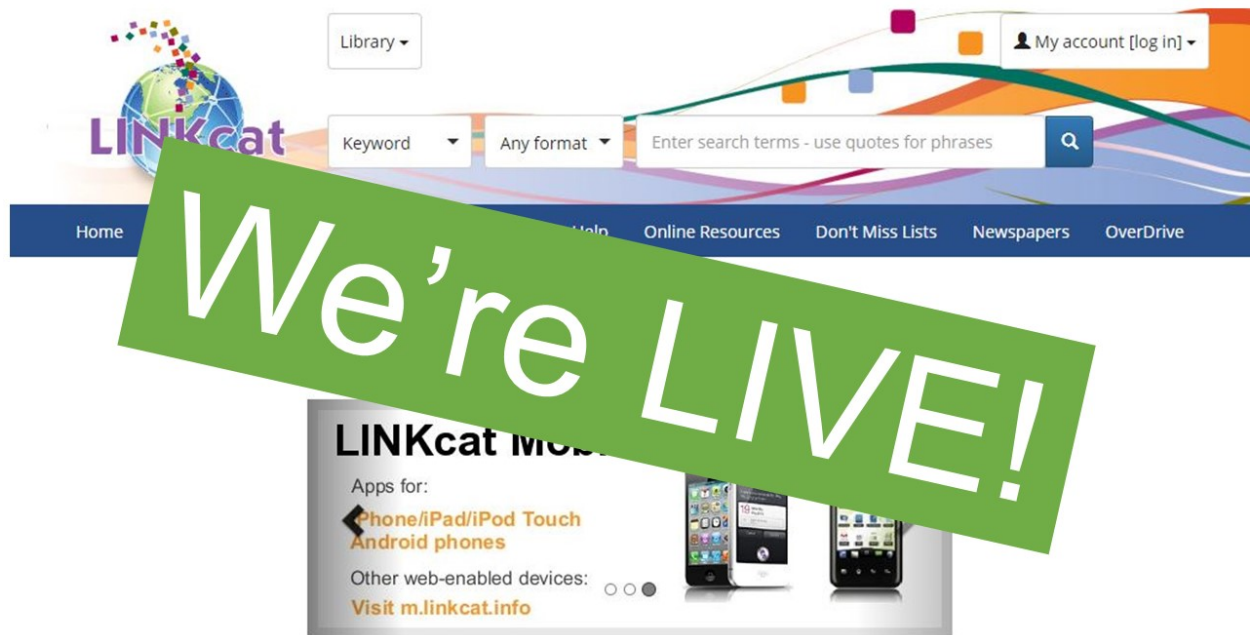 Library
My account [log in]
LINKcat
Keyword
Any format
Enter search terms - use quotes for phrases
Home
Help
Online Resources
Don't Miss Lists
Newspapers
OverDrive
We're LIVE!
LINKcat
Apps for:
iPhone/iPad/iPod Touch
Android phones
Other web-enabled devices:
Visit m.linkcat.info